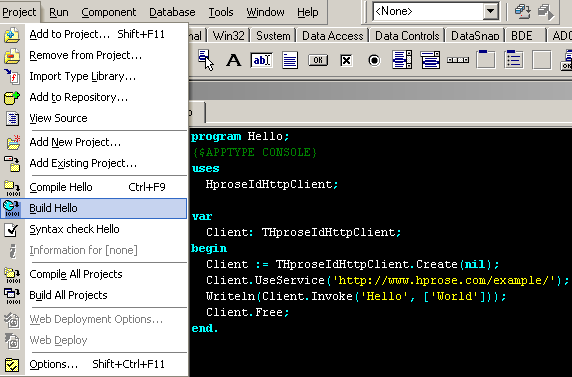 Project Run Component Database Tools Window Help <None>
Add to Project... Shift+F11
Remove from Project...
Import Type Library...
Add to Repository...
View Source
Add New Project...
Add Existing Project...
Compile Hello Ctrl+F9
Build Hello
Syntax check Hello
Information for [none]
Compile All Projects
Build All Projects
Web Deployment Options...
Web Deploy
Options... Shift+Ctrl+F11
Win32 System Data Access Data Controls DataSnap BDE
A ab OK
program Hello;
{$APPTYPE CONSOLE}
uses
HproseIdHttpClient;
var
Client: THproseIdHttpClient;
begin
Client := THproseIdHttpClient.Create(nil);
Client.UseService('http://www.hprose.com/example/');
Writeln(Client.Invoke('Hello', ['World']));
Client.Free;
end.